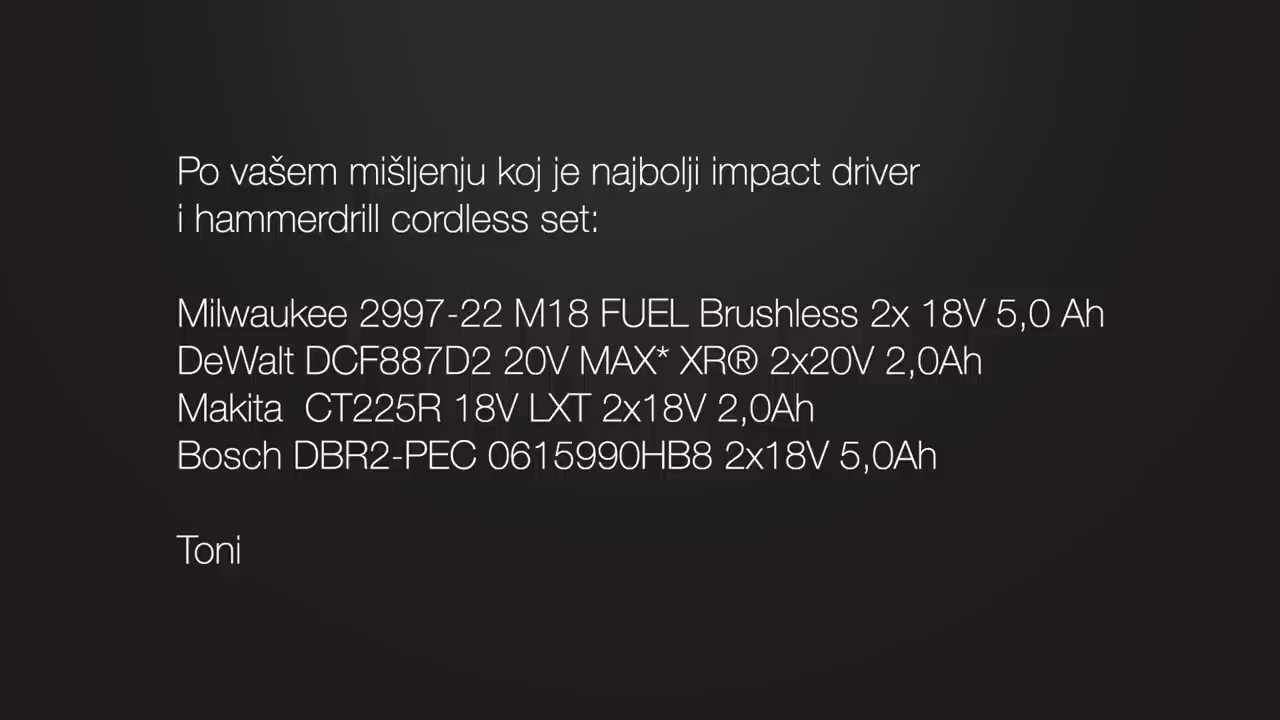 Po vašem mišljenju koj je najbolji impact driver
i hammerdrill cordless set:
Milwaukee 2997-22 M18 FUEL Brushless 2x 18V 5,0 Ah
DeWalt DCF887D2 20V MAX* XR® 2x20V 2,0Ah
Makita  CT225R 18V LXT 2x18V 2,0Ah
Bosch DBR2-PEC 0615990HB8 2x18V 5,0Ah
Toni